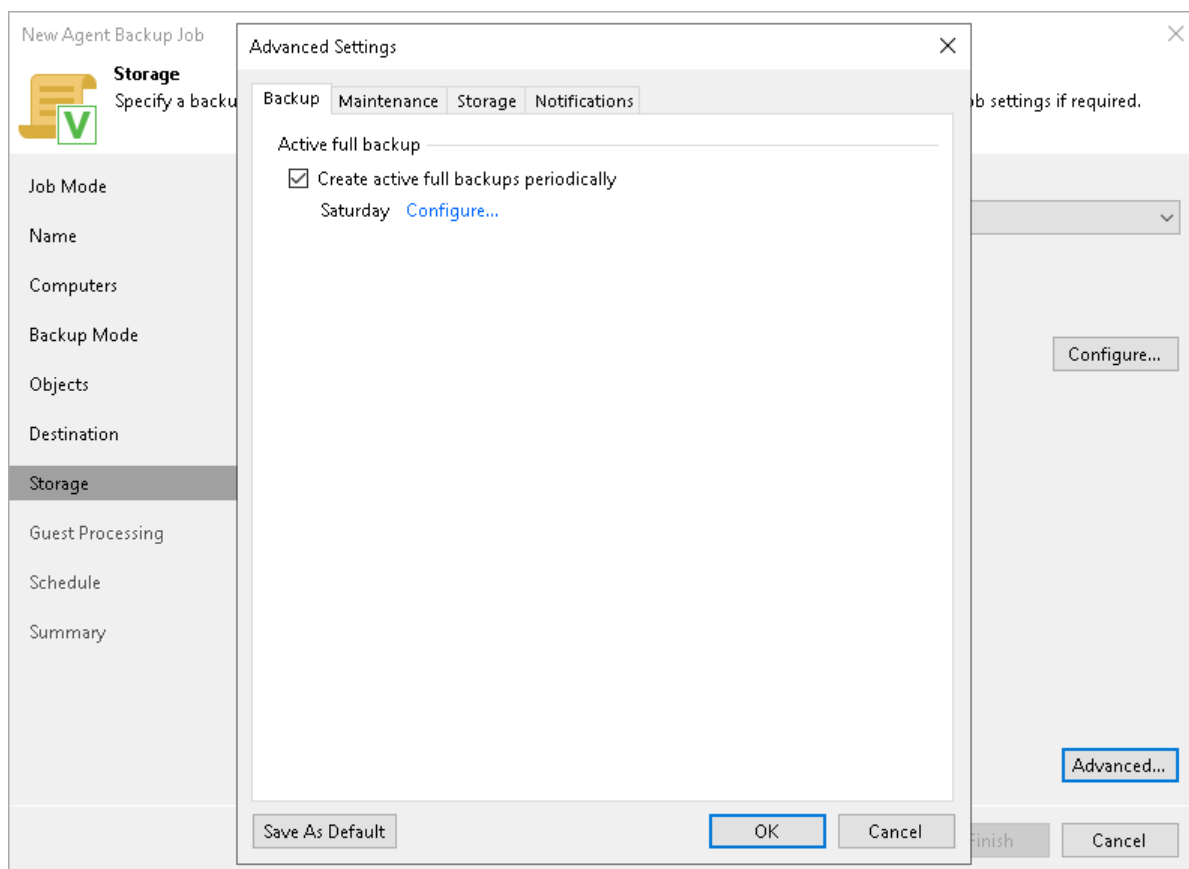 New Agent Backup Job
Storage
Specify a backu
b settings if required.
Job Mode
Name
Computers
Backup Mode
Objects
Destination
Storage
Guest Processing
Schedule
Summary
Advanced Settings
Backup Maintenance Storage Notifications
Active full backup
Create active full backups periodically
Saturday Configure...
Save As Default OK Cancel
Configure...
Advanced...
Finish Cancel